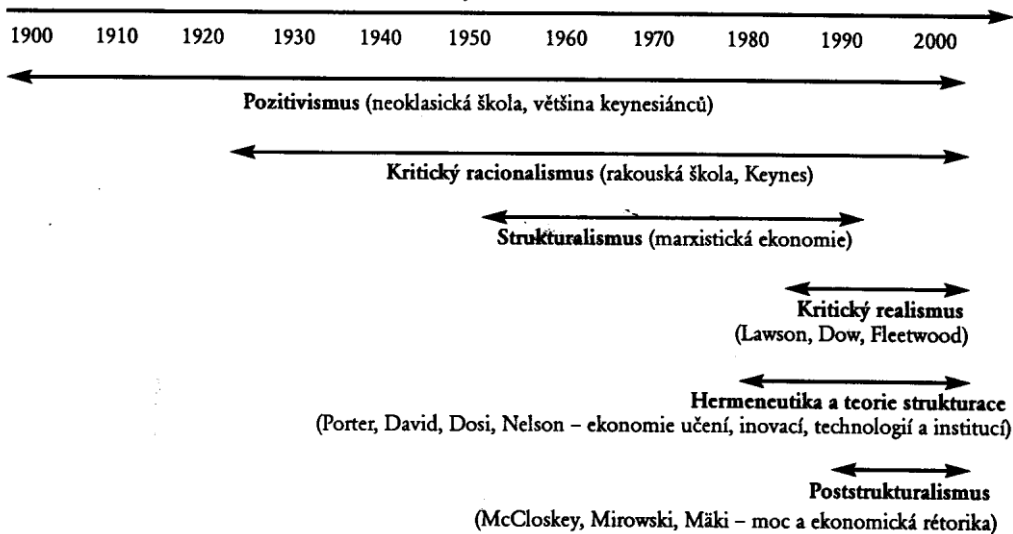 1900 1910 1920 1930 1940 1950 1960 1970 1980 1990 2000
Pozitivismus (neoklasická škola, většina keynesiánců)
Kritický racionalismus (rakouská škola, Keynes)
Strukturalismus (marxistická ekonomie)
Kritický realismus
(Lawson, Dow, Fleetwood)
Hermeneutika a teorie strukturace
(Porter, David, Dosi, Nelson – ekonomie učení, inovací, technologií a institucí)
Poststrukturalismus
(McCloskey, Mirowski, Mäki – moc a ekonomická rétorika)